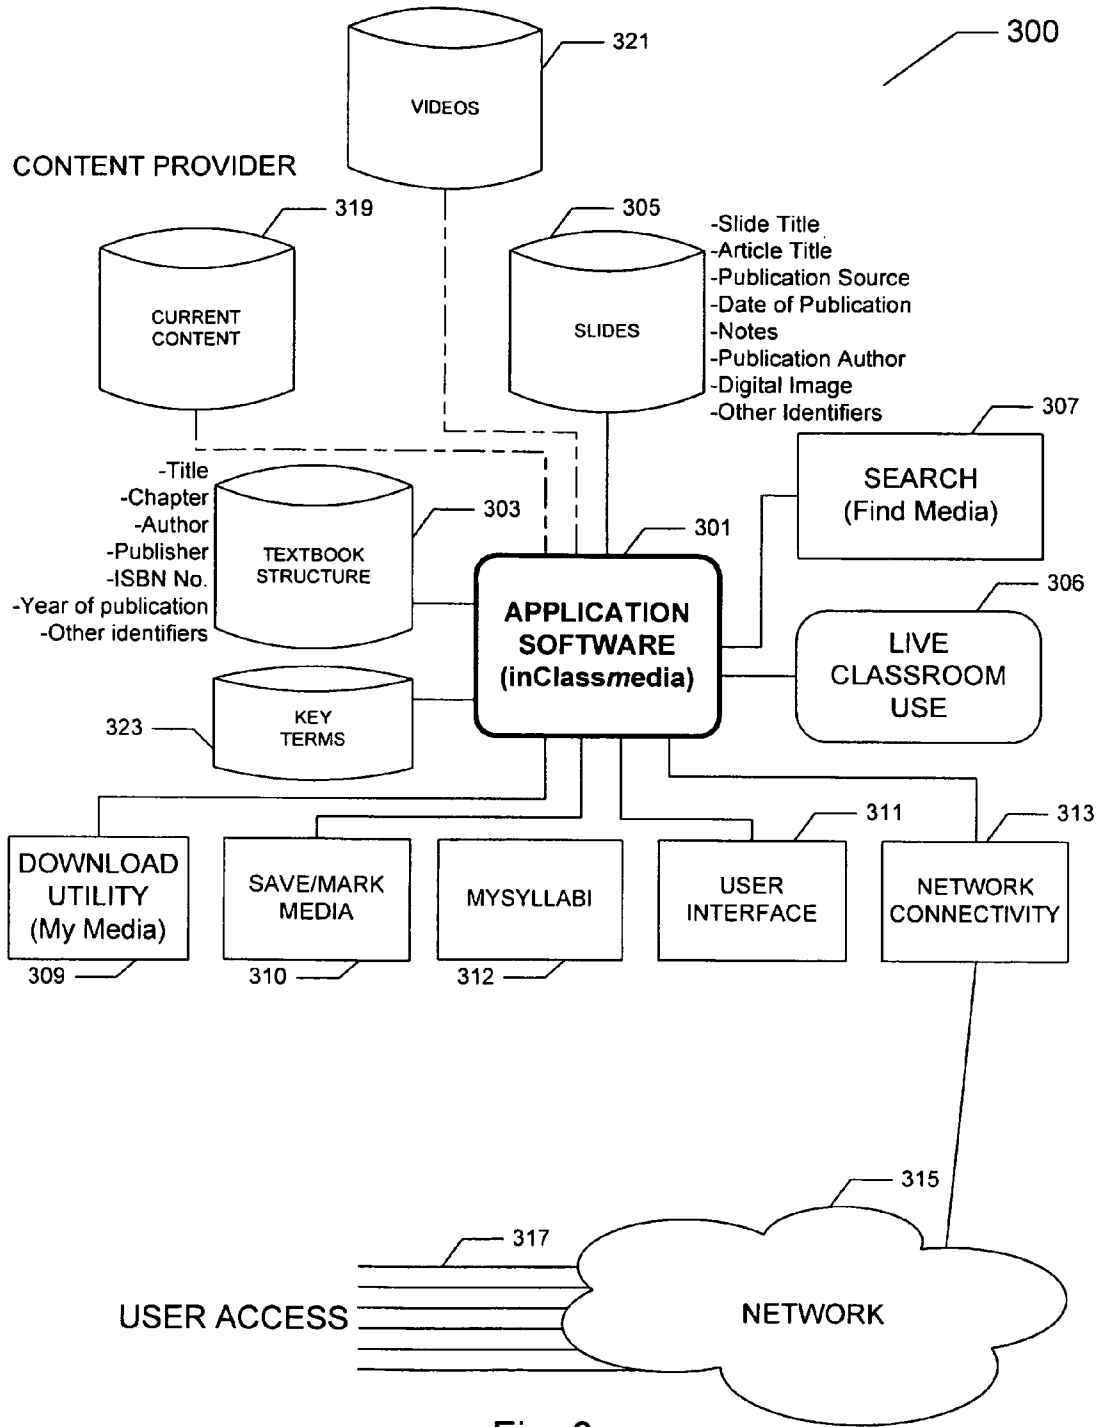 300
321
VIDEOS
CONTENT PROVIDER
319
305
-Slide Title
-Article Title
-Publication Source
-Date of Publication
-Notes
-Publication Author
-Digital Image
-Other Identifiers
CURRENT
CONTENT
SLIDES
307
SEARCH
(Find Media)
-Title
-Chapter
-Author
-Publisher
-ISBN No.
-Year of publication
-Other identifiers
303
TEXTBOOK
STRUCTURE
301
APPLICATION
SOFTWARE
(inClassmedia)
306
LIVE
CLASSROOM
USE
323
KEY
TERMS
311
313
DOWNLOAD
UTILITY
(My Media)
SAVE/MARK
MEDIA
MYSYLLABI
USER
INTERFACE
NETWORK
CONNECTIVITY
309
310
312
315
317
USER ACCESS
NETWORK